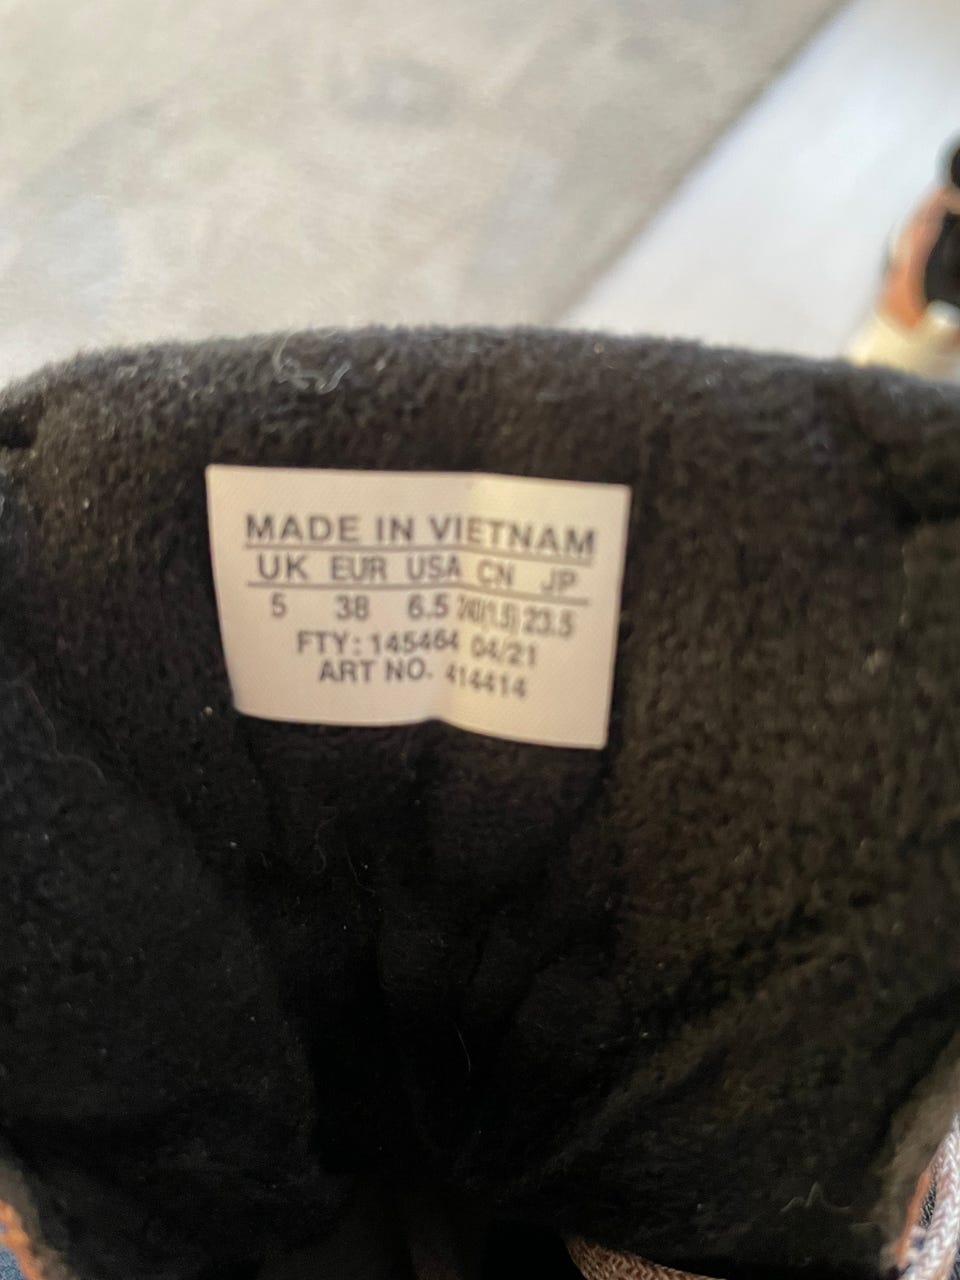 MADE IN VIETNAM
UK EUR USA CN JP
5 38 6.5 240(1.5) 23.5
FTY: 145464 04/21
ART NO. 414414